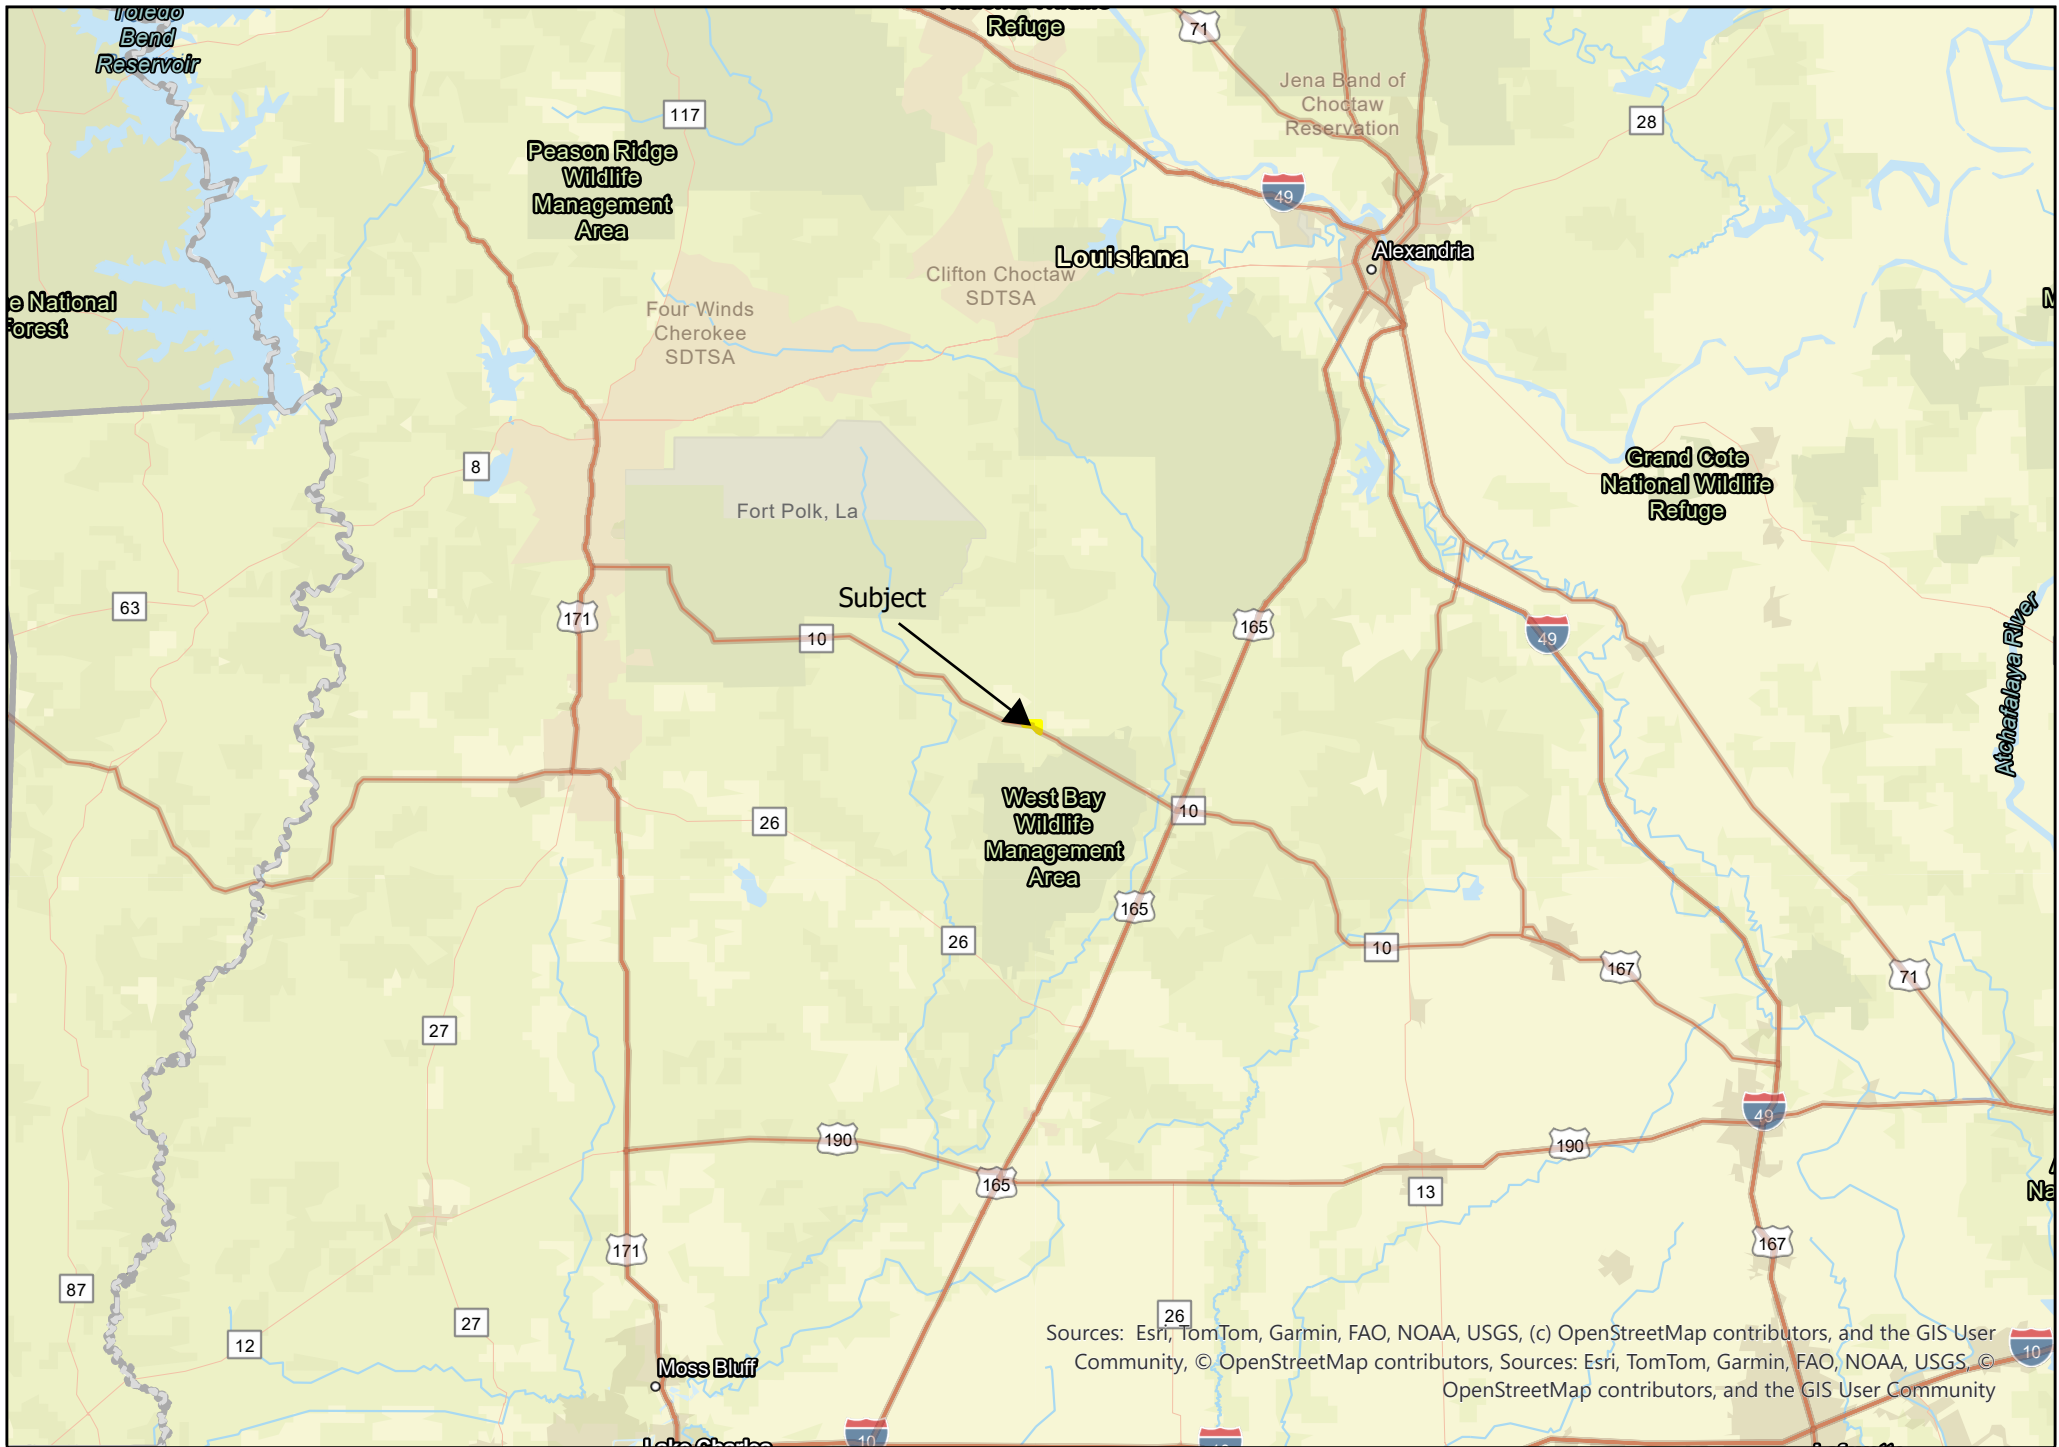 Toledo
Bend
Reservoir
Refuge
71
Jena Band of
Choctaw
Reservation
117
28
Peason Ridge
Wildlife
Management
Area
49
Louisiana
Alexandria
Clifton Choctaw
SDTSA
e National
Forest
Four Winds
Cherokee
SDTSA
8
Grand Cote
National Wildlife
Refuge
Fort Polk, La
63
171
Subject
10
165
49
Atchafalaya River
West Bay
Wildlife
Management
Area
10
26
165
26
10
167
71
27
49
190
190
165
13
171
167
87
27
12
26
Moss Bluff
10
Sources: Esri, TomTom, Garmin, FAO, NOAA, USGS, (c) OpenStreetMap contributors, and the GIS User
Community, © OpenStreetMap contributors, Sources: Esri, TomTom, Garmin, FAO, NOAA, USGS, ©
OpenStreetMap contributors, and the GIS User Community
10
Lake Charles